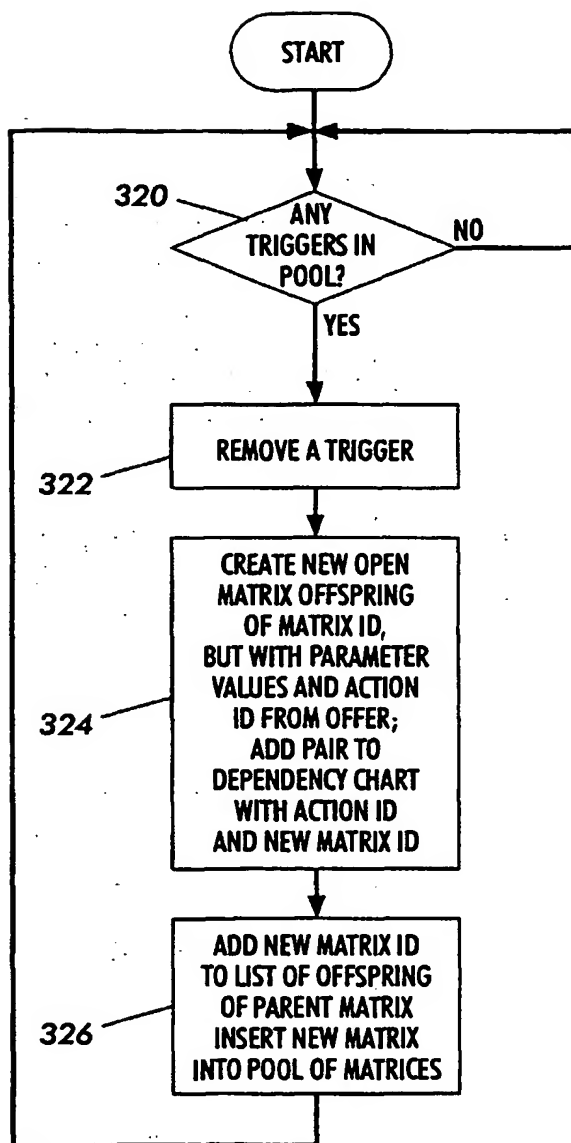 START
320
ANY
TRIGGERS IN
POOL?
NO
YES
322
REMOVE A TRIGGER
324
CREATE NEW OPEN
MATRIX OFFSPRING
OF MATRIX ID,
BUT WITH PARAMETER
VALUES AND ACTION
ID FROM OFFER;
ADD PAIR TO
DEPENDENCY CHART
WITH ACTION ID
AND NEW MATRIX ID
326
ADD NEW MATRIX ID
TO LIST OF OFFSPRING
OF PARENT MATRIX
INSERT NEW MATRIX
INTO POOL OF MATRICES